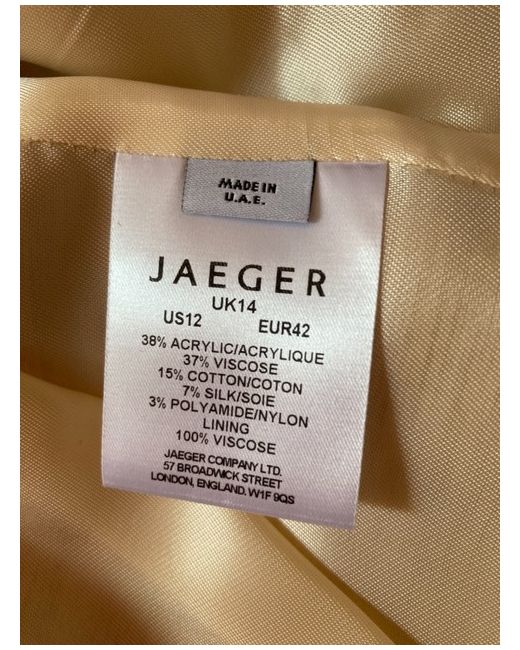 MADE IN
U.A.E.
JAEGER
UK14
US12 EUR42
38% ACRYLIC/ACRYLIQUE
37% VISCOSE
15% COTTON/COTON
7% SILK/SOIE
3% POLYAMIDE/NYLON
LINING
100% VISCOSE
JAEGER COMPANY LTD.
57 BROADWICK STREET
LONDON, ENGLAND. W1F 9QS